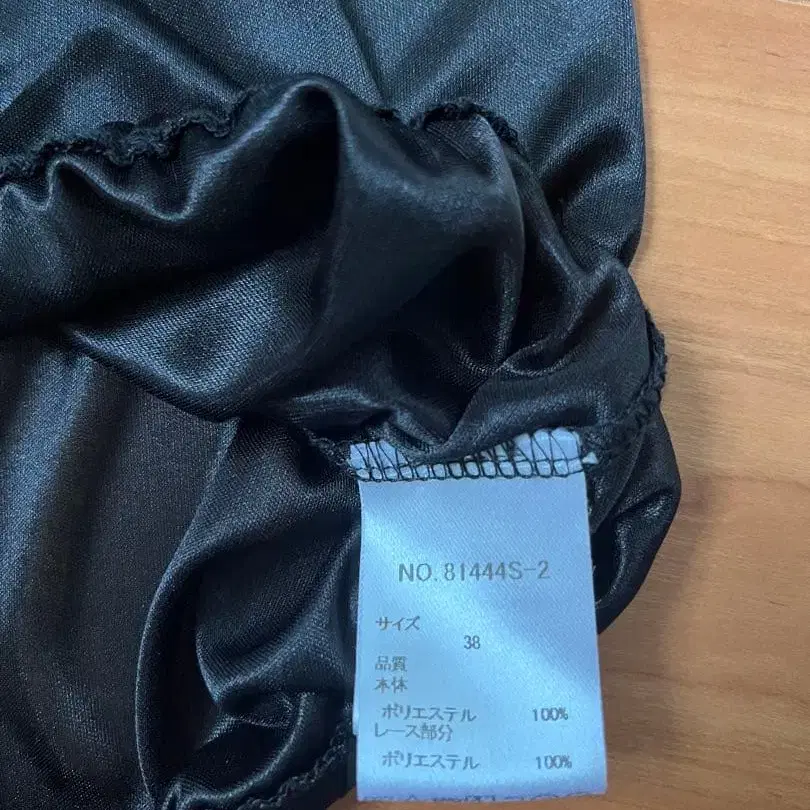 NO.81444S-2
サイズ
38
品質
本体
ポリエステル 100%
レース部分
ポリエステル 100%